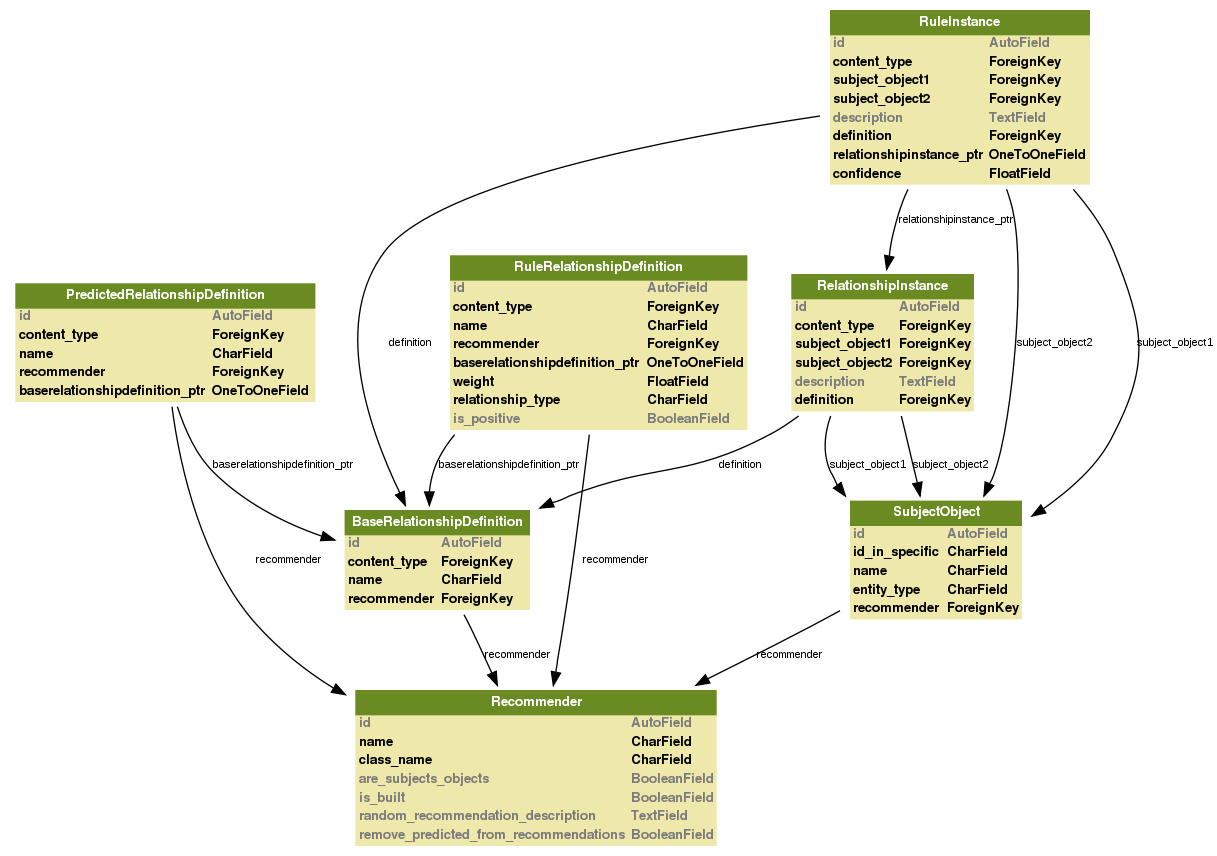 RuleInstance
id AutoField
content_type ForeignKey
subject_object1 ForeignKey
subject_object2 ForeignKey
description TextField
definition ForeignKey
relationshipinstance_ptr OneToOneField
confidence FloatField
relationshipinstance_ptr
RuleRelationshipDefinition
id AutoField
content_type ForeignKey
name CharField
recommender ForeignKey
baserelationshipdefinition_ptr OneToOneField
weight FloatField
relationship_type CharField
is_positive BooleanField
RelationshipInstance
id AutoField
content_type ForeignKey
subject_object1 ForeignKey
subject_object2 ForeignKey
description TextField
definition ForeignKey
PredictedRelationshipDefinition
id AutoField
content_type ForeignKey
name CharField
recommender ForeignKey
baserelationshipdefinition_ptr OneToOneField
definition
subject_object2
subject_object1
baserelationshipdefinition_ptr
baserelationshipdefinition_ptr
definition
subject_object1
subject_object2
BaseRelationshipDefinition
id AutoField
content_type ForeignKey
name CharField
recommender ForeignKey
SubjectObject
id AutoField
id_in_specific CharField
name CharField
entity_type CharField
recommender ForeignKey
recommender
recommender
recommender
recommender
Recommender
id AutoField
name CharField
class_name CharField
are_subjects_objects BooleanField
is_built BooleanField
random_recommendation_description TextField
remove_predicted_from_recommendations BooleanField